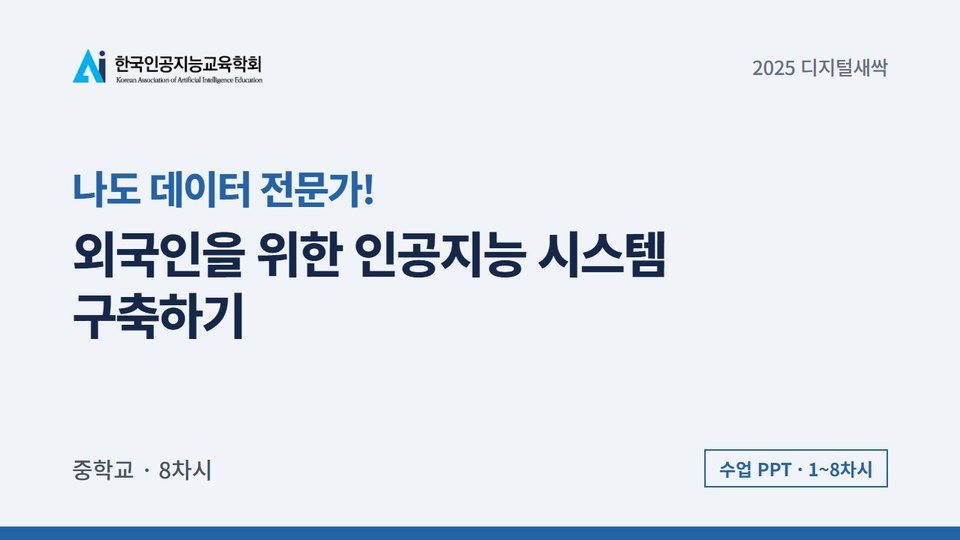 Ai 한국인공지능교육학회
Korean Association of Artificial Intelligence Education
2025 디지털새싹
나도 데이터 전문가!
외국인을 위한 인공지능 시스템
구축하기
중학교 · 8차시
수업 PPT · 1~8차시